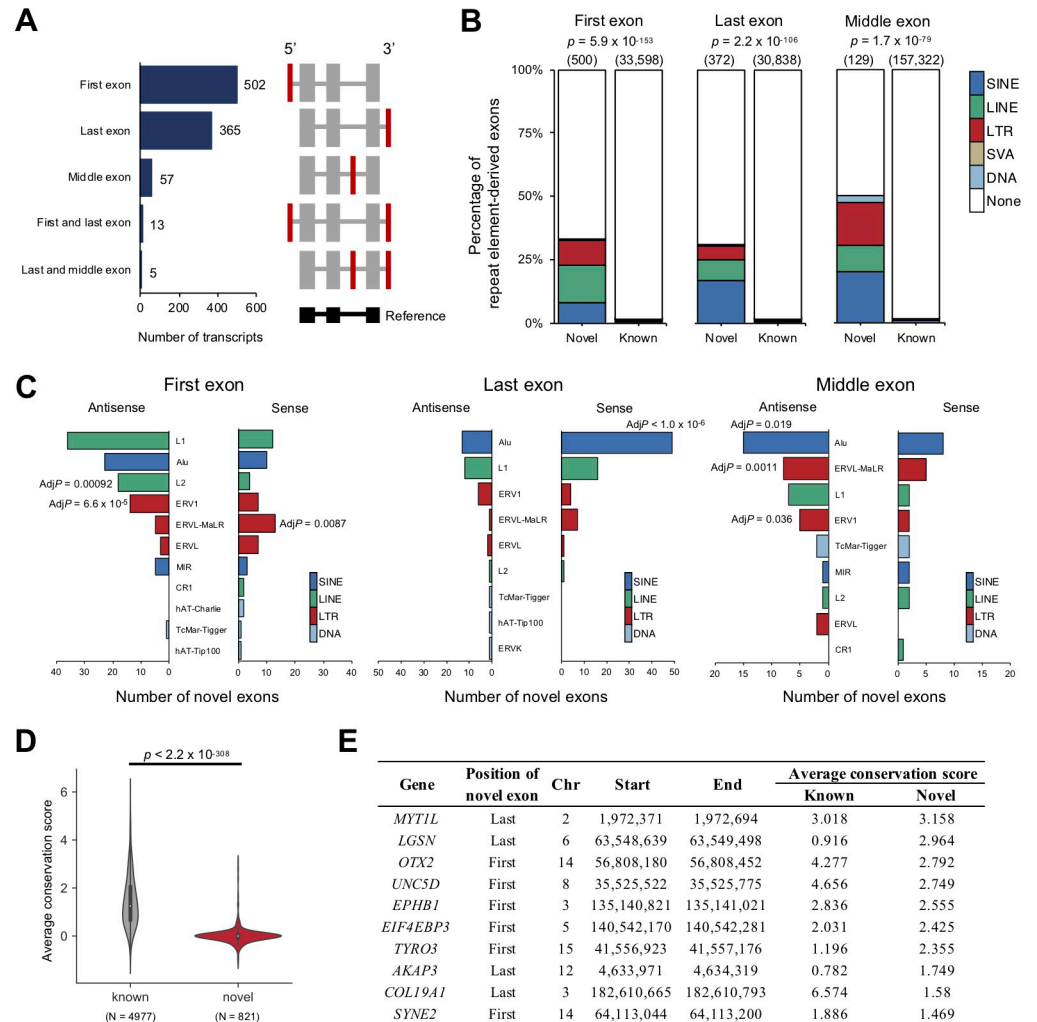 A
5’ 3’
First exon 502
Last exon 365
Middle exon 57
First and last exon 13
Last and middle exon 5
0 200 400 600
Number of transcripts
Reference
B
First exon Last exon Middle exon
p = 5.9 x 10-153 p = 2.2 x 10-106 p = 1.7 x 10-79
(500) (33,598) (372) (30,838) (129) (157,322)
100%
75%
50%
25%
0%
Percentage of
repeat element-derived exons
Novel Known Novel Known Novel Known
SINE
LINE
LTR
SVA
DNA
None
C
First exon
Antisense Sense
L1
Alu
AdjP = 0.00092 L2
AdjP = 6.6 x 10-5 ERV1
ERVL-MaLR AdjP = 0.0087
ERVL
MIR
CR1
hAT-Charlie
TcMar-Tigger
hAT-Tip100
SINE
LINE
LTR
DNA
40 30 20 10 0 0 10 20 30 40
Number of novel exons
Last exon
Antisense Sense
AdjP < 1.0 x 10-6
Alu
L1
ERV1
ERVL-MaLR
ERVL
L2
TcMar-Tigger
hAT-Tip100
ERVK
SINE
LINE
LTR
DNA
50 40 30 20 10 0 0 10 20 30 40 50
Number of novel exons
Middle exon
Antisense Sense
AdjP = 0.019
Alu
AdjP = 0.0011 ERVL-MaLR
L1
AdjP = 0.036 ERV1
TcMar-Tigger
MIR
L2
ERVL
CR1
SINE
LINE
LTR
DNA
20 15 10 5 0 0 5 10 15 20
Number of novel exons
D
p < 2.2 x 10-308
Average conservation score
6
4
2
0
known novel
(N = 4977) (N = 821)
E
Gene Position of novel exon Chr Start End Average conservation score
Known Novel
MYT1L Last 2 1,972,371 1,972,694 3.018 3.158
LGSN Last 6 63,548,639 63,549,498 0.916 2.964
OTX2 First 14 56,808,180 56,808,452 4.277 2.792
UNC5D First 8 35,525,522 35,525,775 4.656 2.749
EPHB1 First 3 135,140,821 135,141,021 2.836 2.555
EIF4EBP3 First 5 140,542,170 140,542,281 2.031 2.425
TYRO3 First 15 41,556,923 41,557,176 1.196 2.355
AKAP3 Last 12 4,633,971 4,634,319 0.782 1.749
COL19A1 Last 3 182,610,665 182,610,793 6.574 1.58
SYNE2 First 14 64,113,044 64,113,200 1.886 1.469